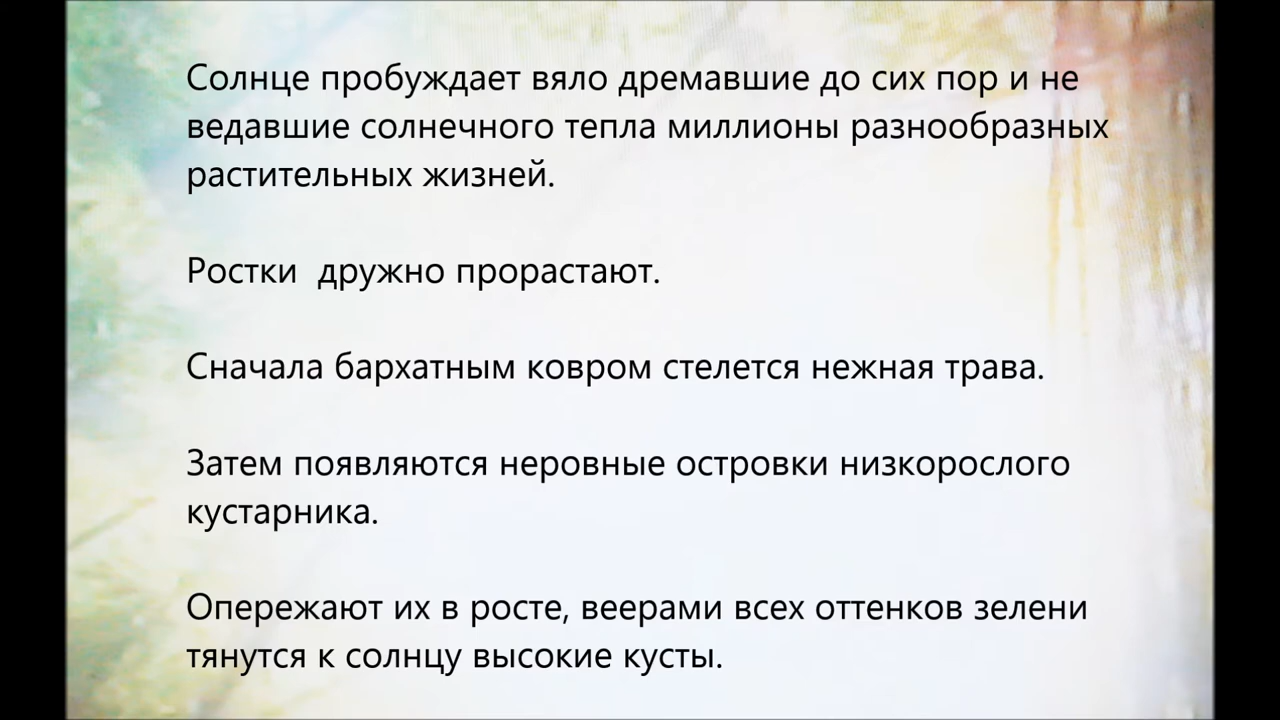 Солнце пробуждает вяло дремавшие до сих пор и не
ведавшие солнечного тепла миллионы разнообразных
растительных жизней.
Ростки  дружно прорастают.
Сначала бархатным ковром стелется нежная трава.
Затем появляются неровные островки низкорослого
кустарника.
Опережают их в росте, веерами всех оттенков зелени
тянутся к солнцу высокие кусты.